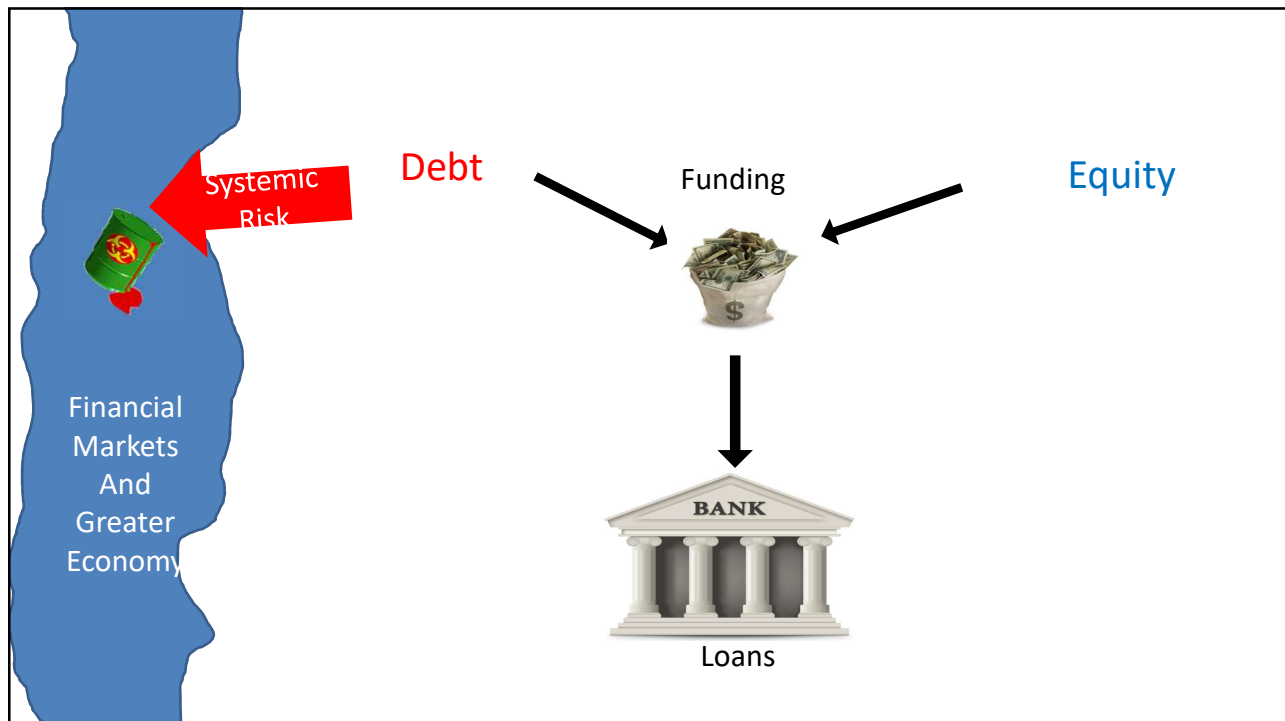 Systemic
Risk
Debt
Funding
Equity
$
Financial
Markets
And
Greater
Economy
BANK
Loans